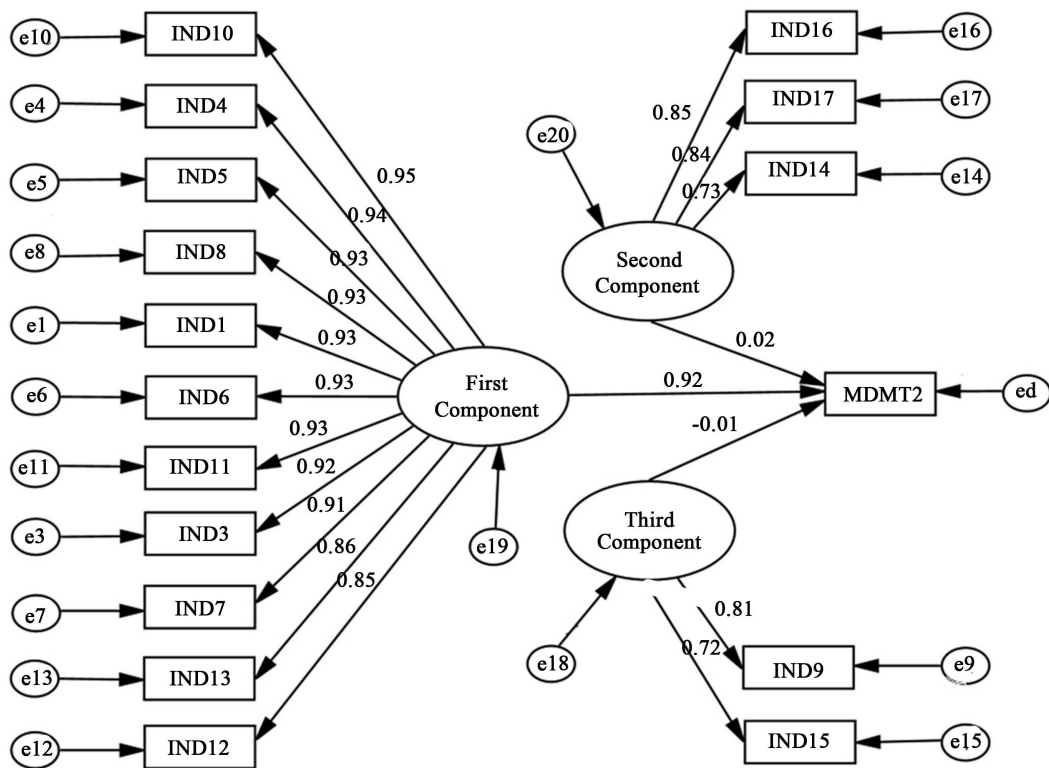 e10
IND10
e4
IND4
e5
IND5
e8
IND8
e1
IND1
e6
IND6
e11
IND11
e3
IND3
e7
IND7
e13
IND13
e12
IND12
0.95
0.94
0.93
0.93
0.93
0.93
0.93
0.92
0.91
0.86
0.85
First
Component
e19
0.92
e20
Second
Component
0.85
0.84
0.73
IND16
e16
IND17
e17
IND14
e14
0.02
MDMT2
ed
-0.01
Third
Component
e18
0.81
0.72
IND9
e9
IND15
e15